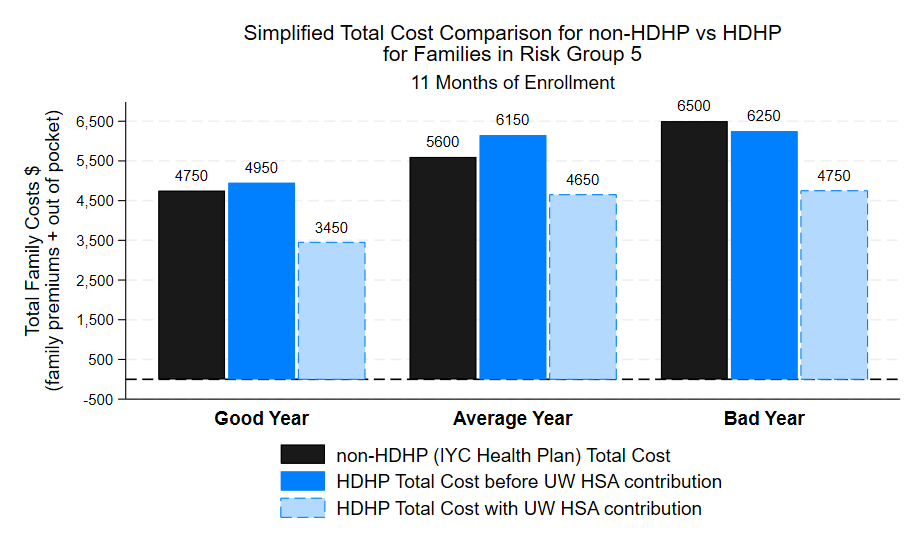 Simplified Total Cost Comparison for non-HDHP vs HDHP
for Families in Risk Group 5
11 Months of Enrollment
Total Family Costs $
(family premiums + out of pocket)
6,500
5,500
4,500
3,500
2,500
1,500
500
-500
4750
4950
3450
5600
6150
4650
6500
6250
4750
Good Year
Average Year
Bad Year
non-HDHP (IYC Health Plan) Total Cost
HDHP Total Cost before UW HSA contribution
HDHP Total Cost with UW HSA contribution